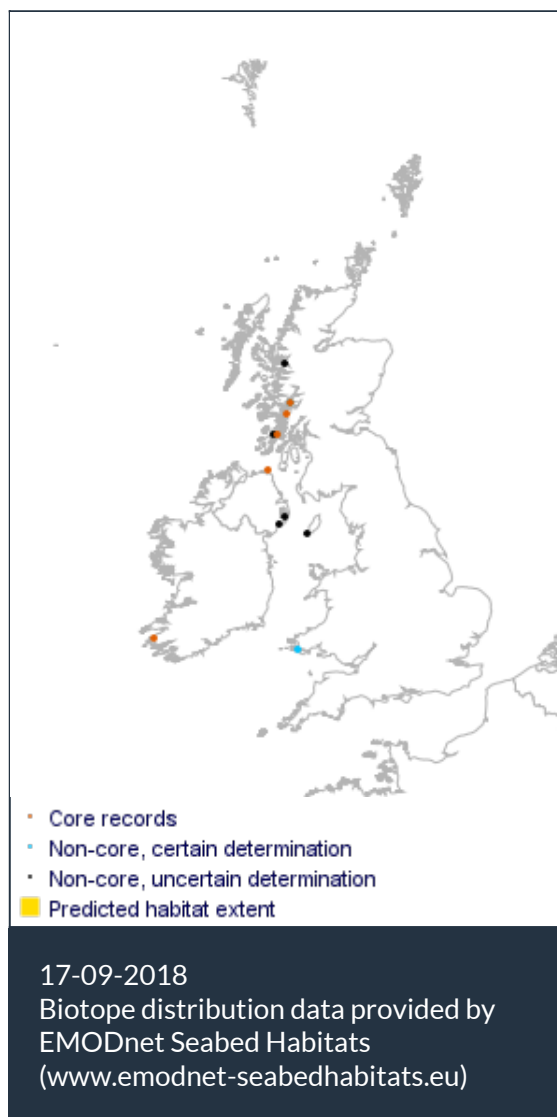 Core records
Non-core, certain determination
Non-core, uncertain determination
Predicted habitat extent
17-09-2018
Biotope distribution data provided by
EMODnet Seabed Habitats
(www.emodnet-seabedhabitats.eu)